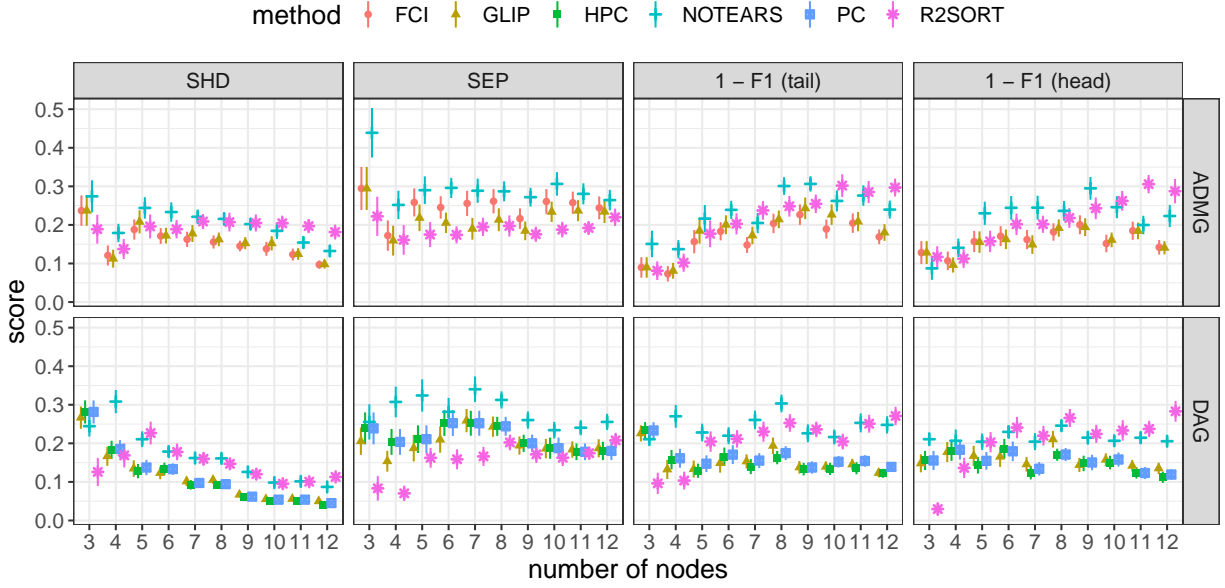 method FCI GLIP HPC NOTEARS PC R2SORT
SHD SEP 1 − F1 (tail) 1 − F1 (head)
0.5
0.4
0.3
0.2
0.1
0.0
ADMG
score
0.5
0.4
0.3
0.2
0.1
0.0
DAG
3 4 5 6 7 8 9 10 11 12 3 4 5 6 7 8 9 10 11 12 3 4 5 6 7 8 9 10 11 12 3 4 5 6 7 8 9 10 11 12
number of nodes